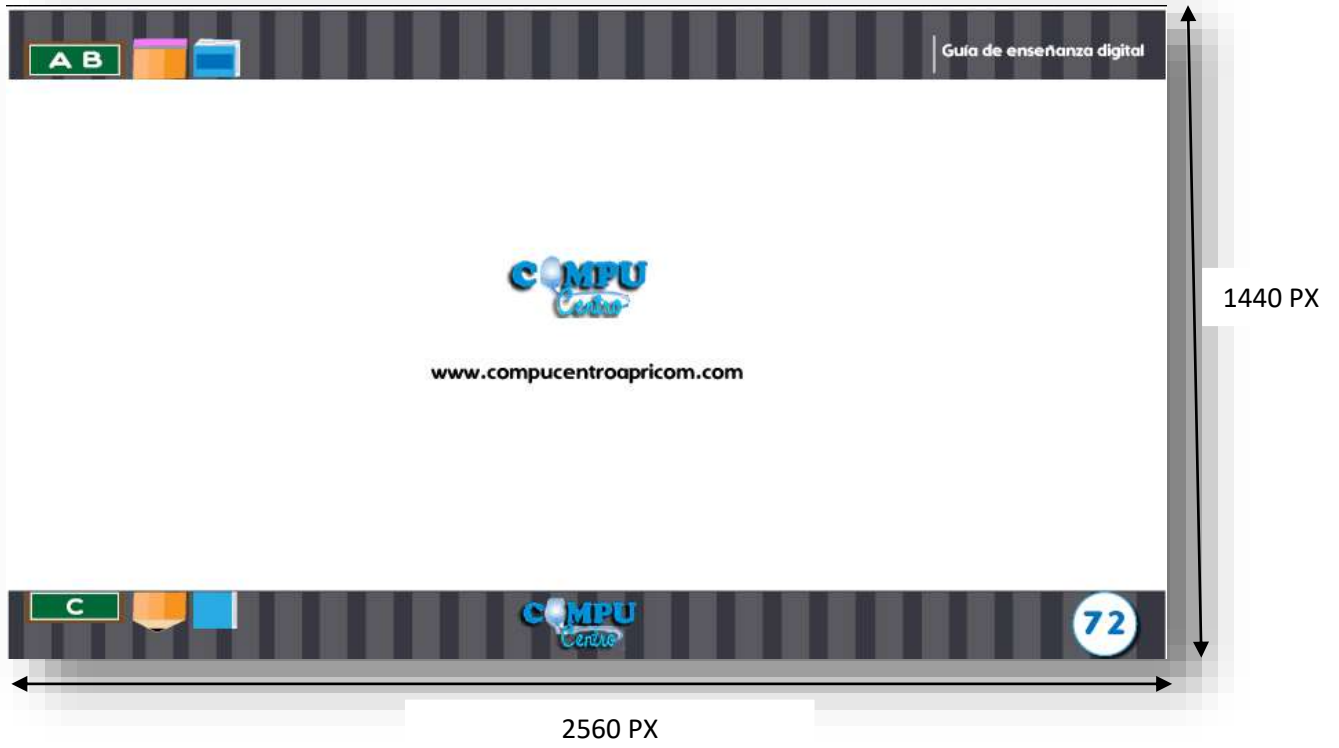 A B
Guía de enseñanza digital
COMPU
Centro
1440 PX
www.compucentroapricom.com
C
COMPU
Centro
72
2560 PX